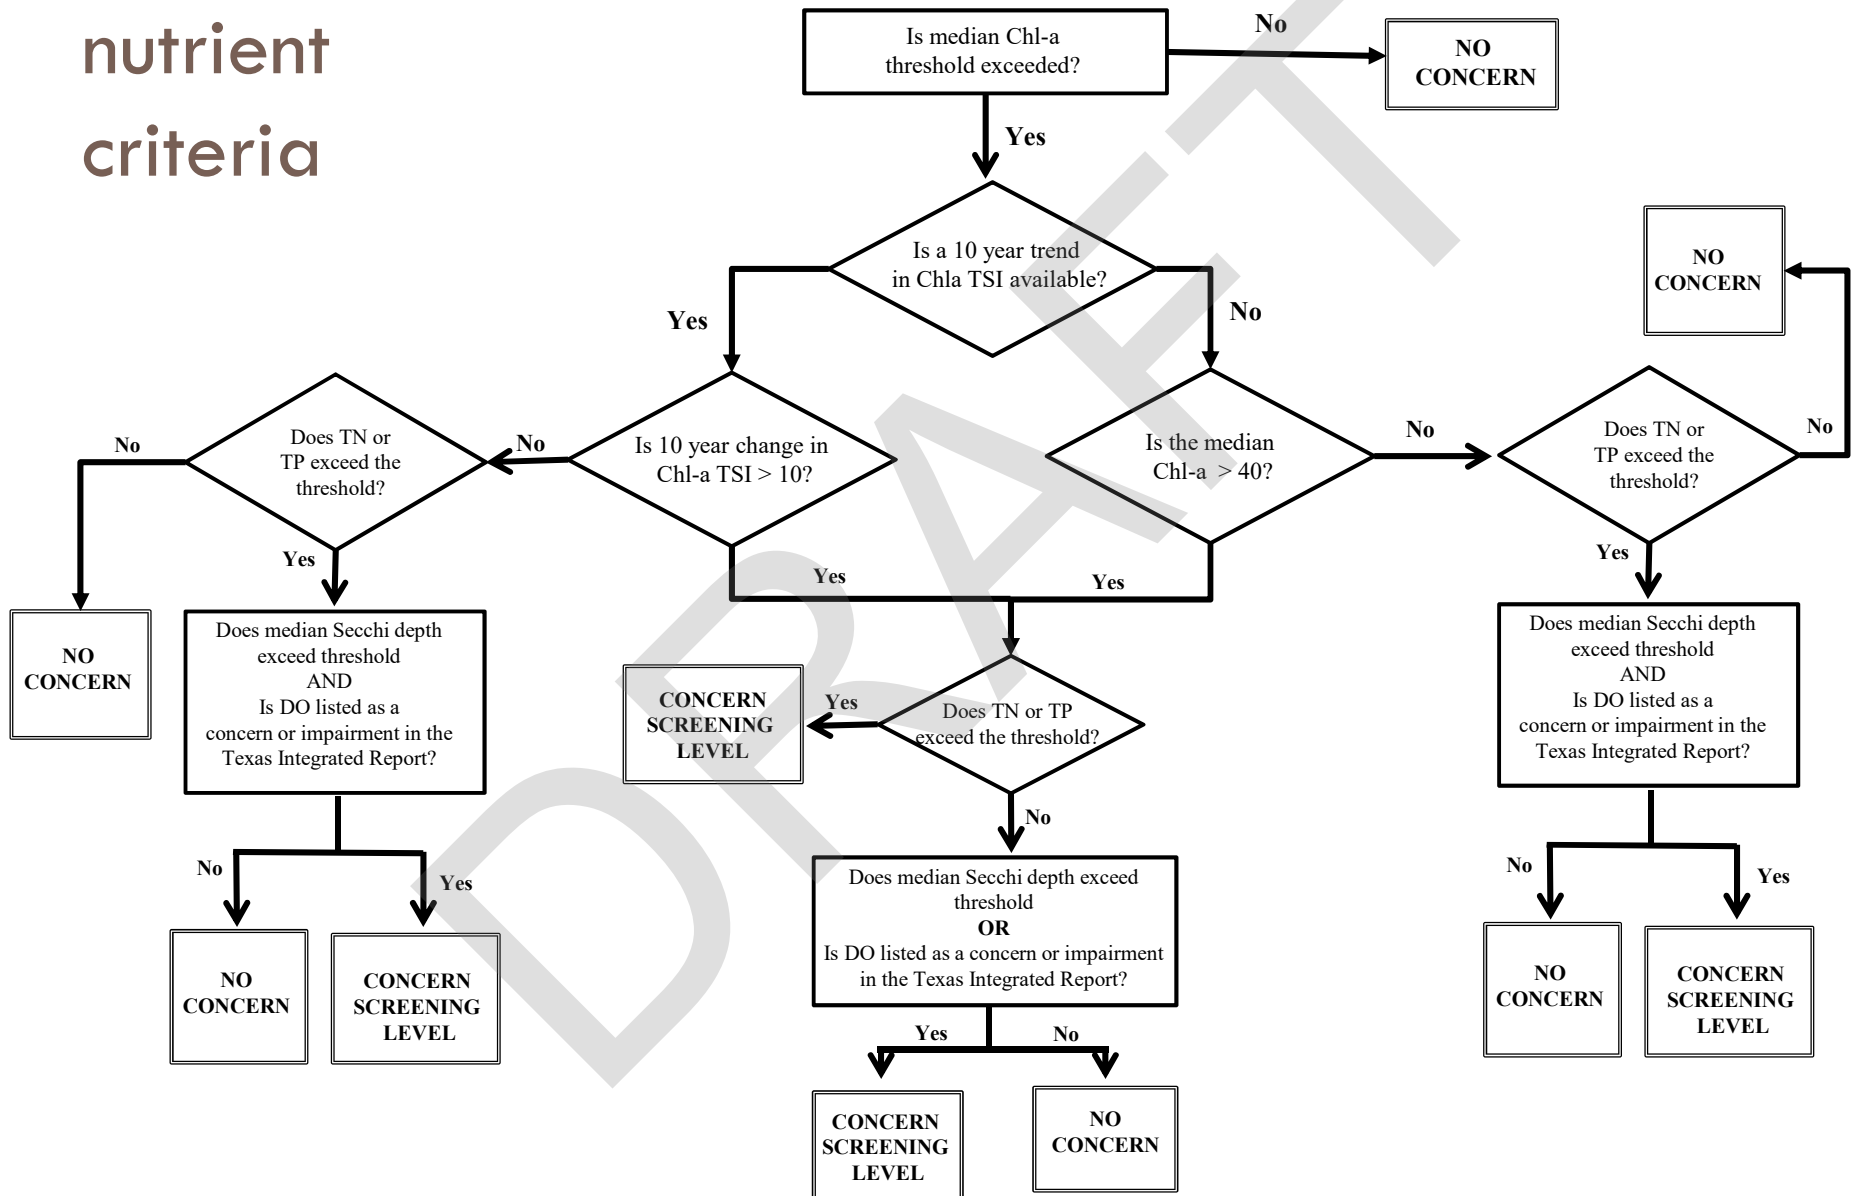 nutrient
criteria
Is median Chl-a
threshold exceeded?
No
NO
CONCERN
Yes
Is a 10 year trend
in Chla TSI available?
Yes
No
NO
CONCERN
Does TN or
TP exceed the
threshold?
No
No
Is 10 year change in
Chl-a TSI > 10?
Is the median
Chl-a > 40?
No
Does TN or
TP exceed the
threshold?
No
Yes
Yes
Yes
Yes
NO
CONCERN
Does median Secchi depth
exceed threshold
AND
Is DO listed as a
concern or impairment in the
Texas Integrated Report?
CONCERN
SCREENING
LEVEL
Yes
Does TN or TP
exceed the threshold?
Does median Secchi depth
exceed threshold
AND
Is DO listed as a
concern or impairment in the
Texas Integrated Report?
No
No
Yes
Does median Secchi depth exceed
threshold
OR
Is DO listed as a concern or impairment
in the Texas Integrated Report?
No
Yes
NO
CONCERN
CONCERN
SCREENING
LEVEL
Yes
No
NO
CONCERN
CONCERN
SCREENING
LEVEL
CONCERN
SCREENING
LEVEL
NO
CONCERN
DRAFT